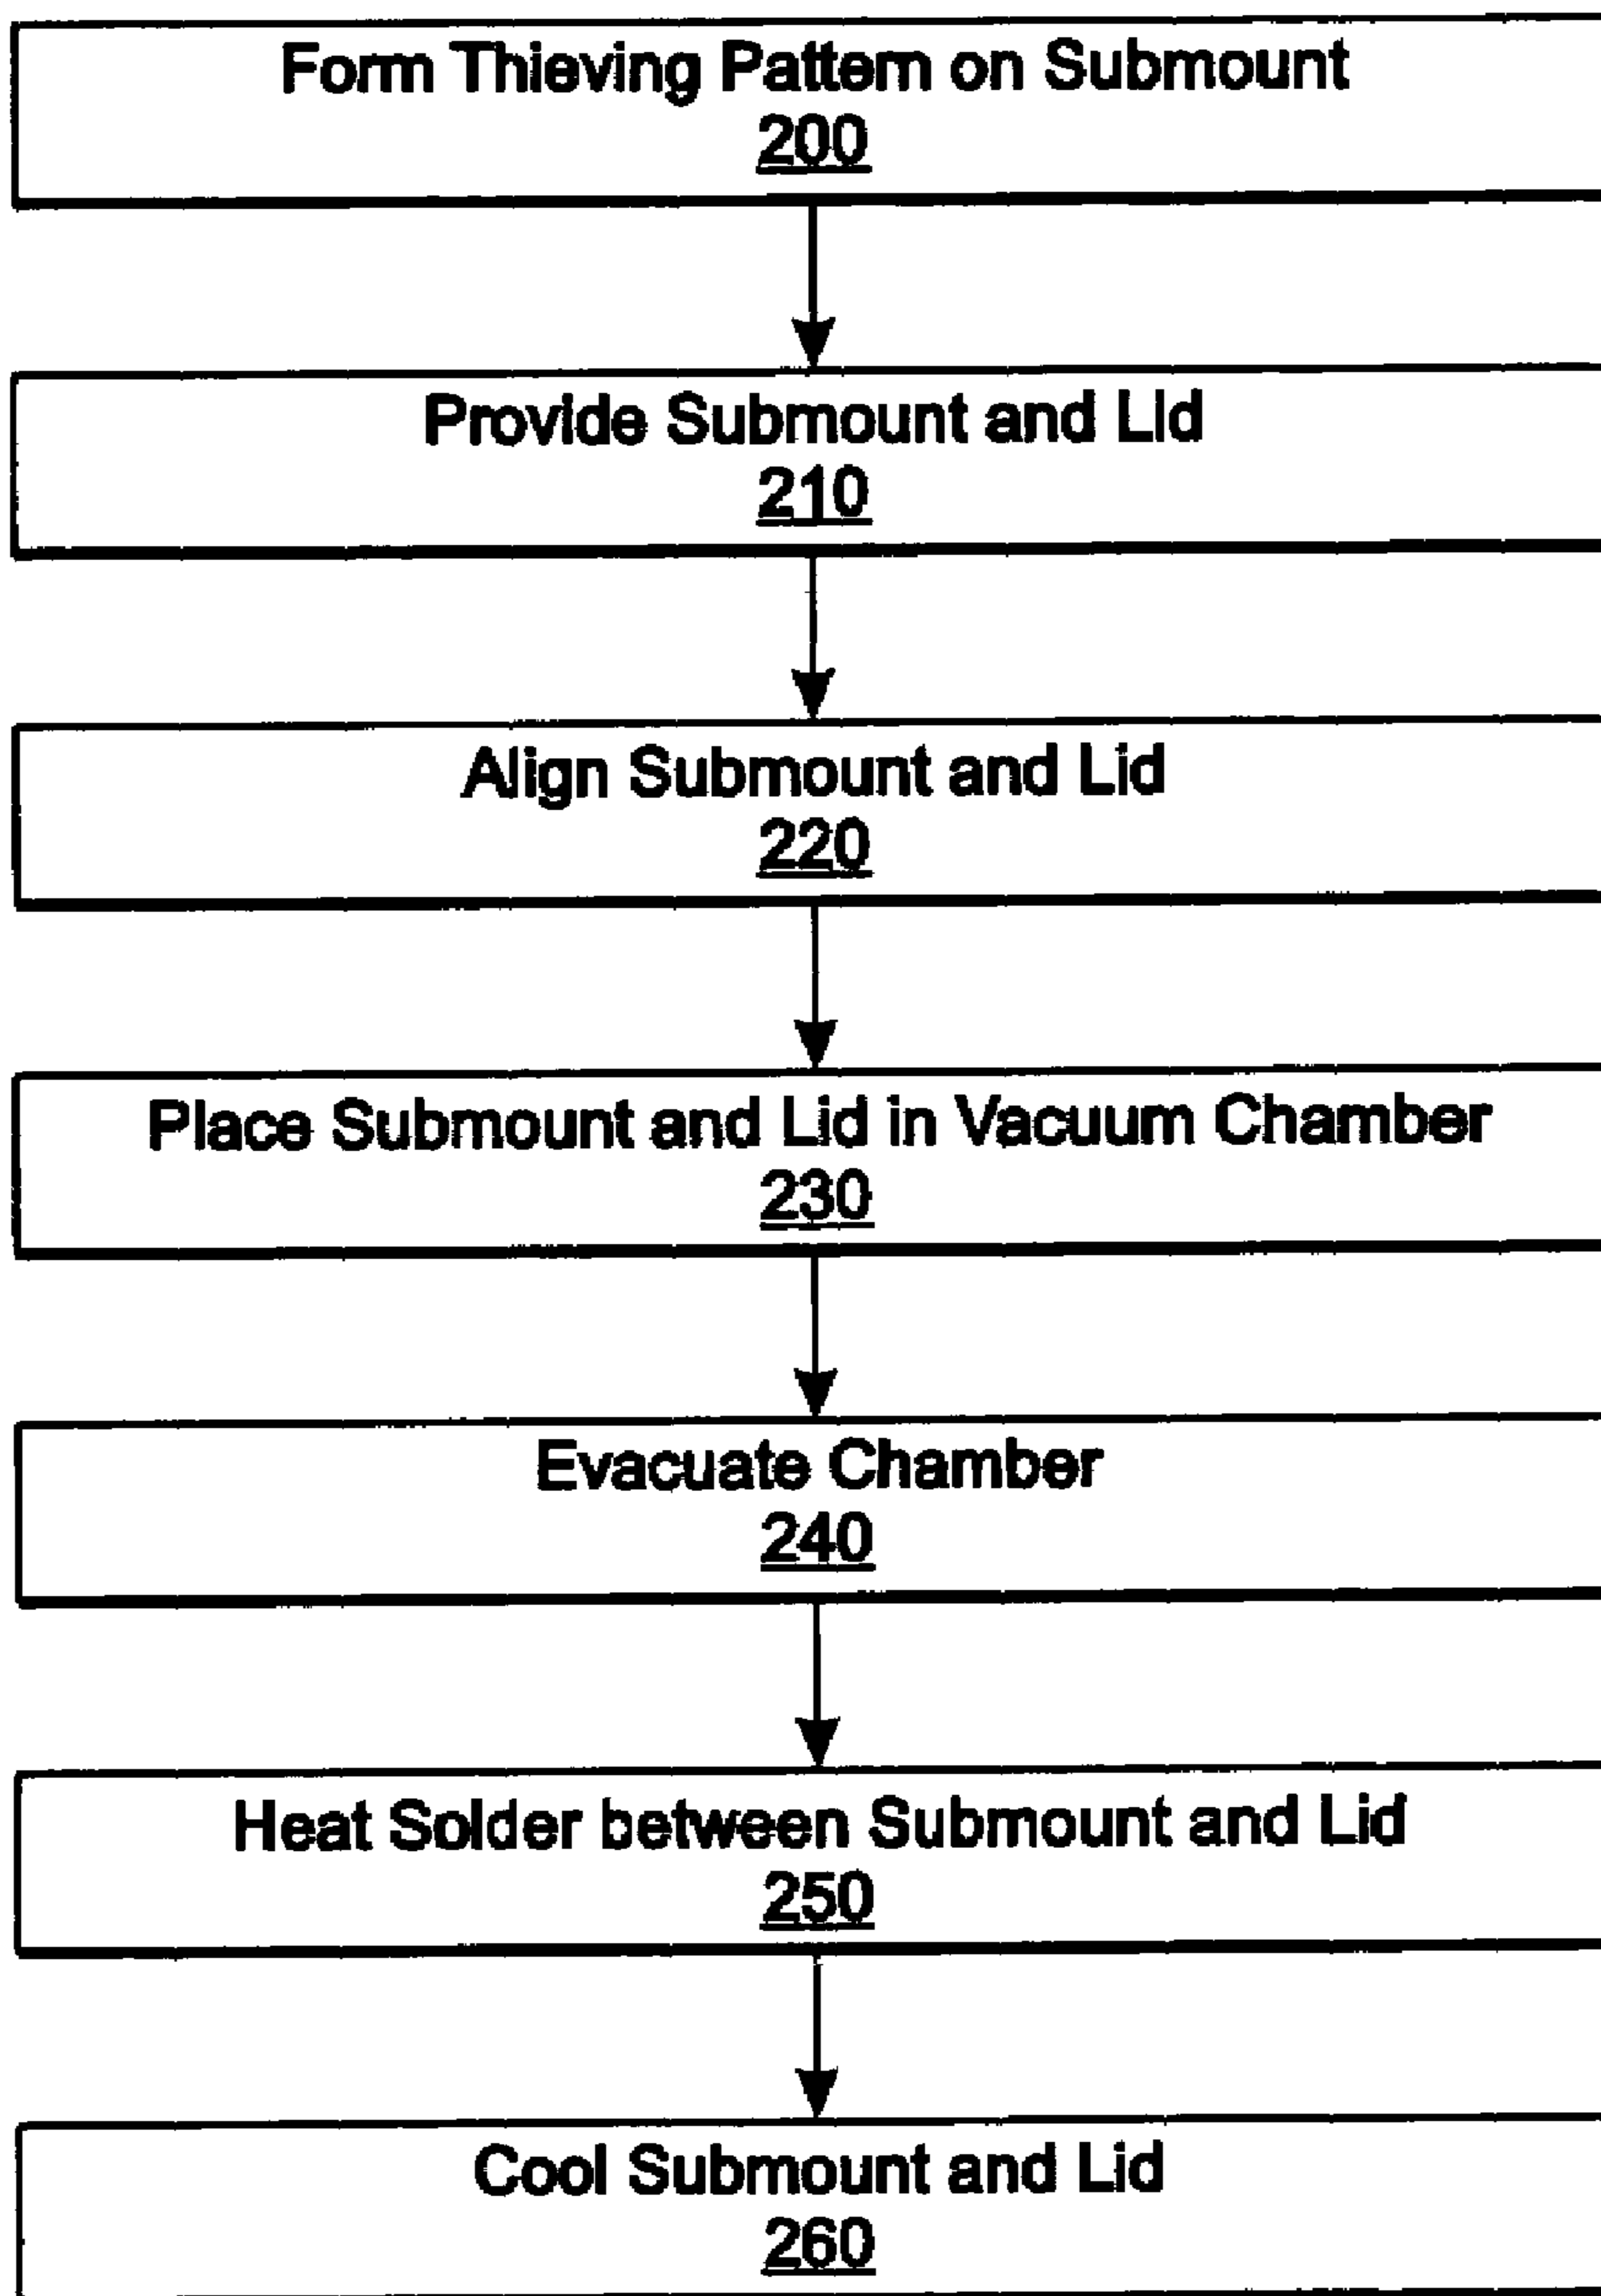 Form Thieving Pattern on Submount
200
Provide Submount and Lid
210
Align Submount and Lid
220
Place Submount and Lid in Vacuum Chamber
230
Evacuate Chamber
240
Heat Solder between Submount and Lid
250
Cool Submount and Lid
260